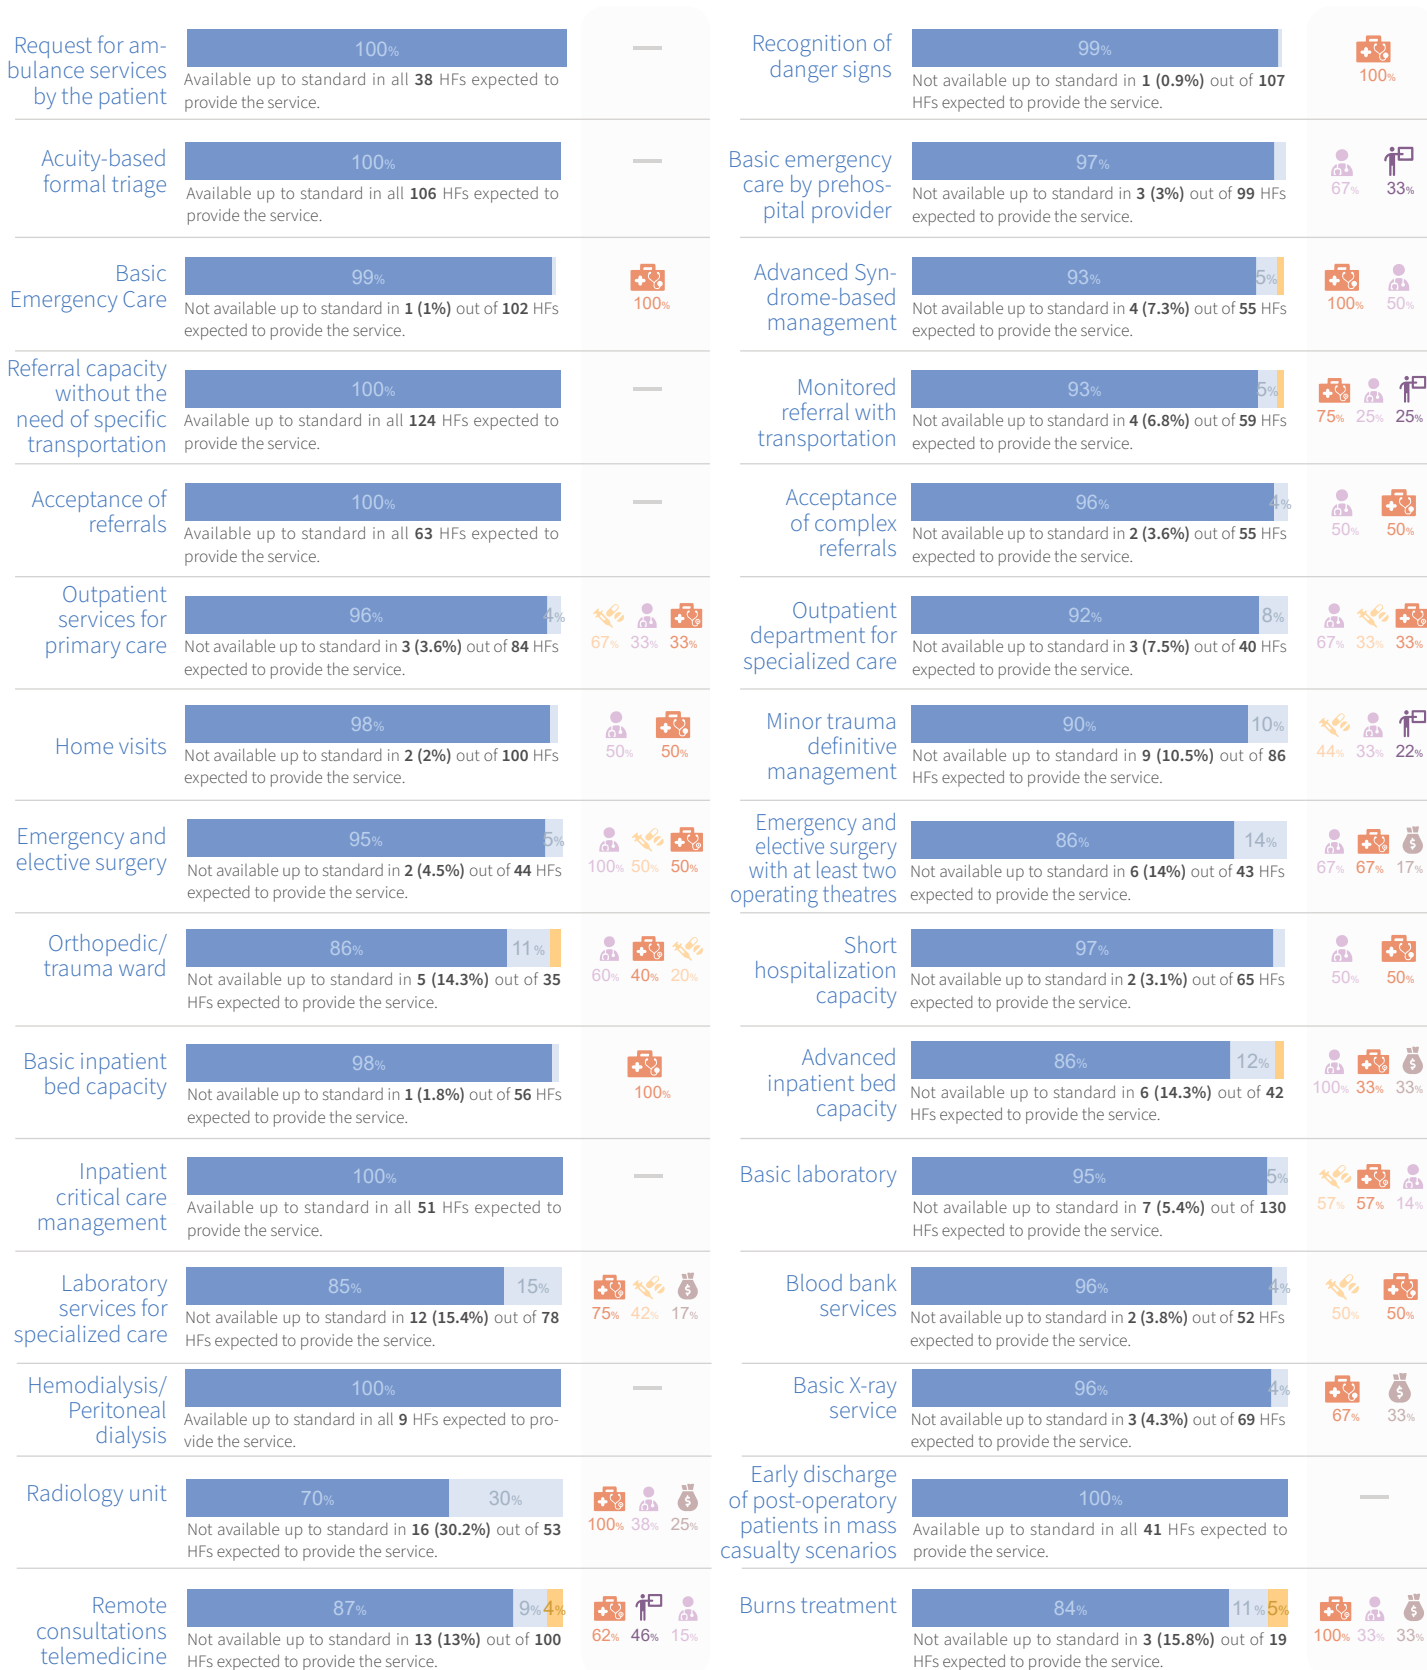 Request for am-
bulance services
by the patient
100%
Available up to standard in all 38 HFs expected to
provide the service.
Recognition of
danger signs
99%
Not available up to standard in 1 (0.9%) out of 107
HFs expected to provide the service.
100%
Acuity-based
formal triage
100%
Available up to standard in all 106 HFs expected to
provide the service.
Basic emergency
care by prehos-
pital provider
97%
Not available up to standard in 3 (3%) out of 99 HFs
expected to provide the service.
67% 33%
Basic
Emergency Care
99%
Not available up to standard in 1 (1%) out of 102 HFs
expected to provide the service.
100%
Advanced Syn-
drome-based
management
93% 5%
Not available up to standard in 4 (7.3%) out of 55 HFs
expected to provide the service.
100% 50%
Referral capacity
without the
need of specific
transportation
100%
Available up to standard in all 124 HFs expected to
provide the service.
Monitored
referral with
transportation
93% 5%
Not available up to standard in 4 (6.8%) out of 59 HFs
expected to provide the service.
75% 25% 25%
Acceptance of
referrals
100%
Available up to standard in all 63 HFs expected to
provide the service.
Acceptance
of complex
referrals
96% 4%
Not available up to standard in 2 (3.6%) out of 55 HFs
expected to provide the service.
50% 50%
Outpatient
services for
primary care
96% 4%
Not available up to standard in 3 (3.6%) out of 84 HFs
expected to provide the service.
67% 33% 33%
Outpatient
department for
specialized care
92% 8%
Not available up to standard in 3 (7.5%) out of 40 HFs
expected to provide the service.
67% 33% 33%
Home visits
98%
Not available up to standard in 2 (2%) out of 100 HFs
expected to provide the service.
50% 50%
Minor trauma
definitive
management
90% 10%
Not available up to standard in 9 (10.5%) out of 86
HFs expected to provide the service.
44% 33% 22%
Emergency and
elective surgery
95% 5%
Not available up to standard in 2 (4.5%) out of 44 HFs
expected to provide the service.
100% 50% 50%
Emergency and
elective surgery
with at least two
operating theatres
86% 14%
Not available up to standard in 6 (14%) out of 43 HFs
expected to provide the service.
67% 67% 17%
Orthopedic/
trauma ward
86% 11%
Not available up to standard in 5 (14.3%) out of 35
HFs expected to provide the service.
60% 40% 20%
Short
hospitalization
capacity
97%
Not available up to standard in 2 (3.1%) out of 65 HFs
expected to provide the service.
50% 50%
Basic inpatient
bed capacity
98%
Not available up to standard in 1 (1.8%) out of 56 HFs
expected to provide the service.
100%
Advanced
inpatient bed
capacity
86% 12%
Not available up to standard in 6 (14.3%) out of 42
HFs expected to provide the service.
100% 33% 33%
Inpatient
critical care
management
100%
Available up to standard in all 51 HFs expected to
provide the service.
Basic laboratory
95% 5%
Not available up to standard in 7 (5.4%) out of 130
HFs expected to provide the service.
57% 57% 14%
Laboratory
services for
specialized care
85% 15%
Not available up to standard in 12 (15.4%) out of 78
HFs expected to provide the service.
75% 42% 17%
Blood bank
services
96% 4%
Not available up to standard in 2 (3.8%) out of 52 HFs
expected to provide the service.
50% 50%
Hemodialysis/
Peritoneal
dialysis
100%
Available up to standard in all 9 HFs expected to pro-
vide the service.
Basic X-ray
service
96% 4%
Not available up to standard in 3 (4.3%) out of 69 HFs
expected to provide the service.
67% 33%
Radiology unit
70% 30%
Not available up to standard in 16 (30.2%) out of 53
HFs expected to provide the service.
100% 38% 25%
Early discharge
of post-operatory
patients in mass
casualty scenarios
100%
Available up to standard in all 41 HFs expected to
provide the service.
Remote
consultations
telemedicine
87% 9% 4%
Not available up to standard in 13 (13%) out of 100
HFs expected to provide the service.
62% 46% 15%
Burns treatment
84% 11% 5%
Not available up to standard in 3 (15.8%) out of 19
HFs expected to provide the service.
100% 33% 33%